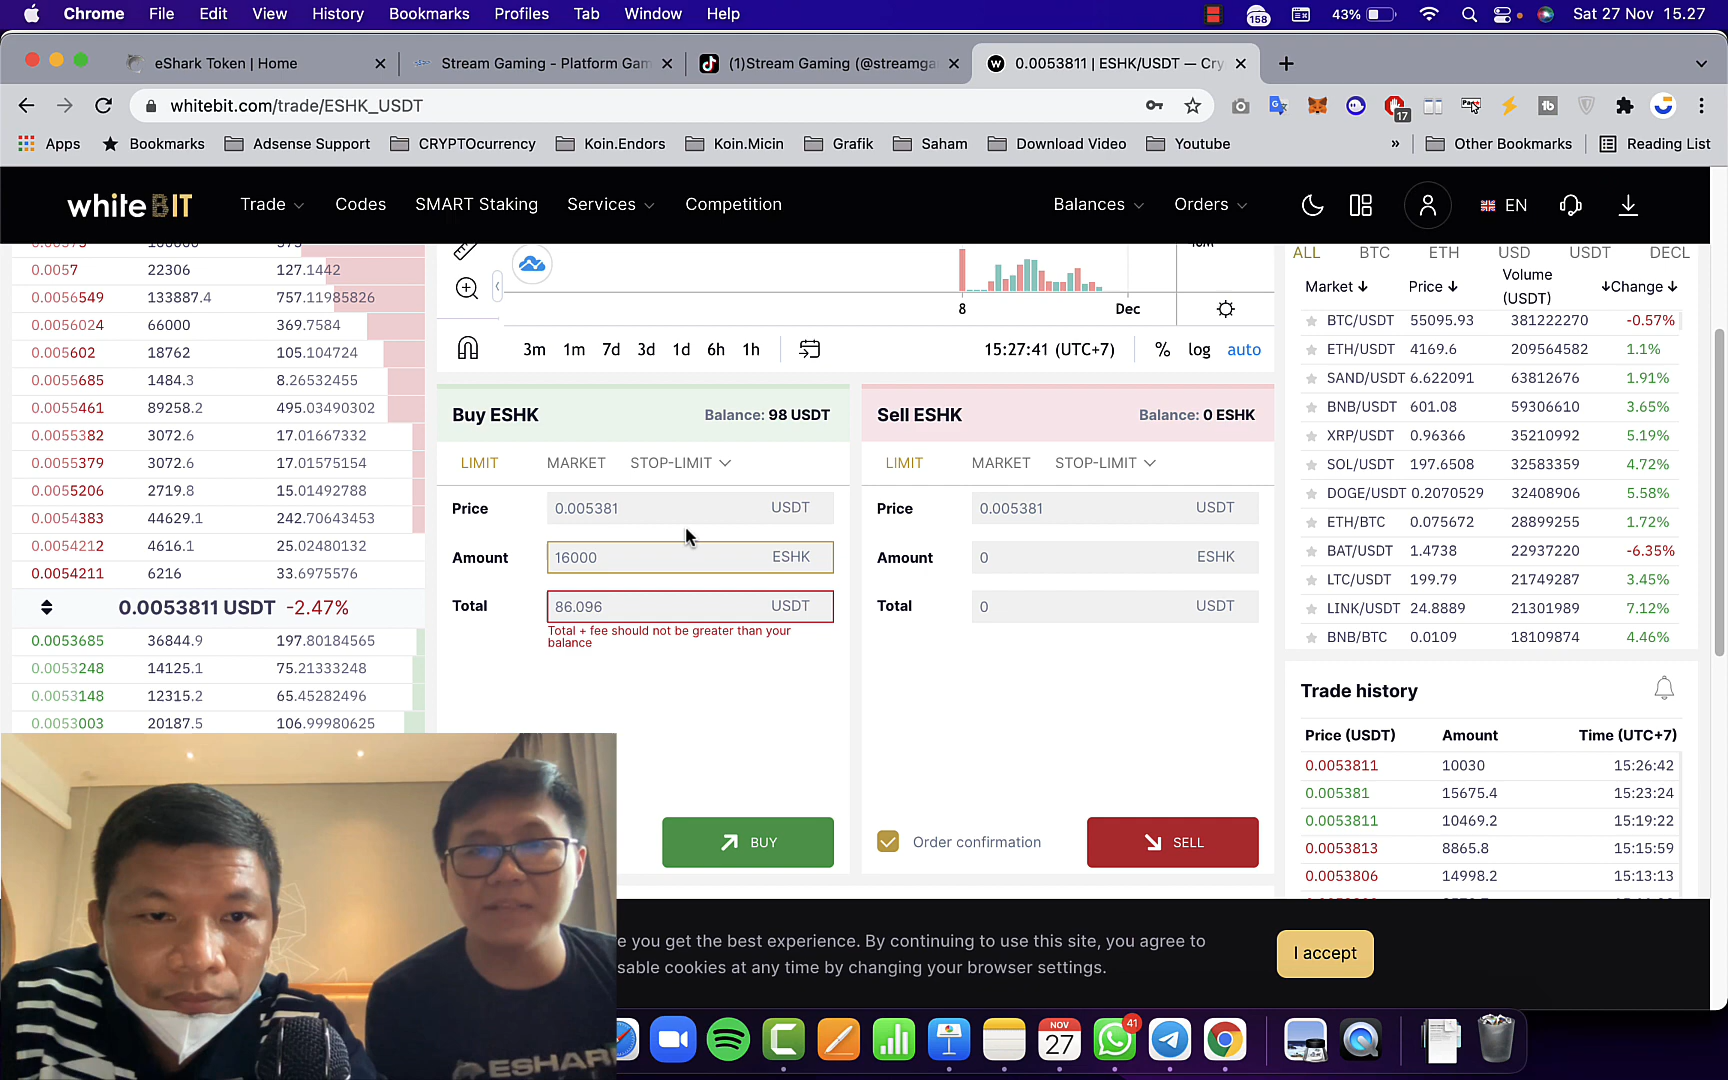 Chrome File Edit View History Bookmarks Profiles Tab Window Help 158 43% Sat 27 Nov 15.27
eShark Token | Home Stream Gaming - Platform Gam (1)Stream Gaming (@streamga 0.0053811 | ESHK/USDT — Cry
whitebit.com/trade/ESHK_USDT 17
Apps Bookmarks Adsense Support CRYPTOcurrency Koin.Endors Koin.Micin Grafik Saham Download Video Youtube » Other Bookmarks Reading List
whiteBIT Trade Codes SMART Staking Services Competition Balances Orders EN
0.0057 22306 127.1442
0.0056549 133887.4 757.11985826
0.0056024 66000 369.7584
0.005602 18762 105.104724
0.0055685 1484.3 8.26532455
0.0055461 89258.2 495.03490302
0.0055382 3072.6 17.01667332
0.0055379 3072.6 17.01575154
0.0055206 2719.8 15.01492788
0.0054383 44629.1 242.70643453
0.0054212 4616.1 25.02480132
0.0054211 6216 33.6975576
0.0053811 USDT -2.47%
0.0053685 36844.9 197.80184565
0.0053248 14125.1 75.21333248
0.0053148 12315.2 65.45282496
0.0053003 20187.5 106.99980625
8 Dec
3m 1m 7d 3d 1d 6h 1h 15:27:41 (UTC+7) % log auto
Buy ESHK Balance: 98 USDT
LIMIT MARKET STOP-LIMIT
Price 0.005381 USDT
Amount 16000 ESHK
Total 86.096 USDT
Total + fee should not be greater than your
balance
BUY
Sell ESHK Balance: 0 ESHK
LIMIT MARKET STOP-LIMIT
Price 0.005381 USDT
Amount 0 ESHK
Total 0 USDT
Order confirmation SELL
ALL BTC ETH USD USDT DECL
Market Price Volume (USDT) Change
BTC/USDT 55095.93 381222270 -0.57%
ETH/USDT 4169.6 209564582 1.1%
SAND/USDT 6.622091 63812676 1.91%
BNB/USDT 601.08 59306610 3.65%
XRP/USDT 0.96366 35210992 5.19%
SOL/USDT 197.6508 32583359 4.72%
DOGE/USDT 0.2070529 32408906 5.58%
ETH/BTC 0.075672 28899255 1.72%
BAT/USDT 1.4738 22937220 -6.35%
LTC/USDT 199.79 21749287 3.45%
LINK/USDT 24.8889 21301989 7.12%
BNB/BTC 0.0109 18109874 4.46%
Trade history
Price (USDT) Amount Time (UTC+7)
0.0053811 10030 15:26:42
0.005381 15675.4 15:23:24
0.0053811 10469.2 15:19:22
0.0053813 8865.8 15:15:59
0.0053806 14998.2 15:13:13
e you get the best experience. By continuing to use this site, you agree to
sable cookies at any time by changing your browser settings.
I accept
ESHAR
NOV
27
41